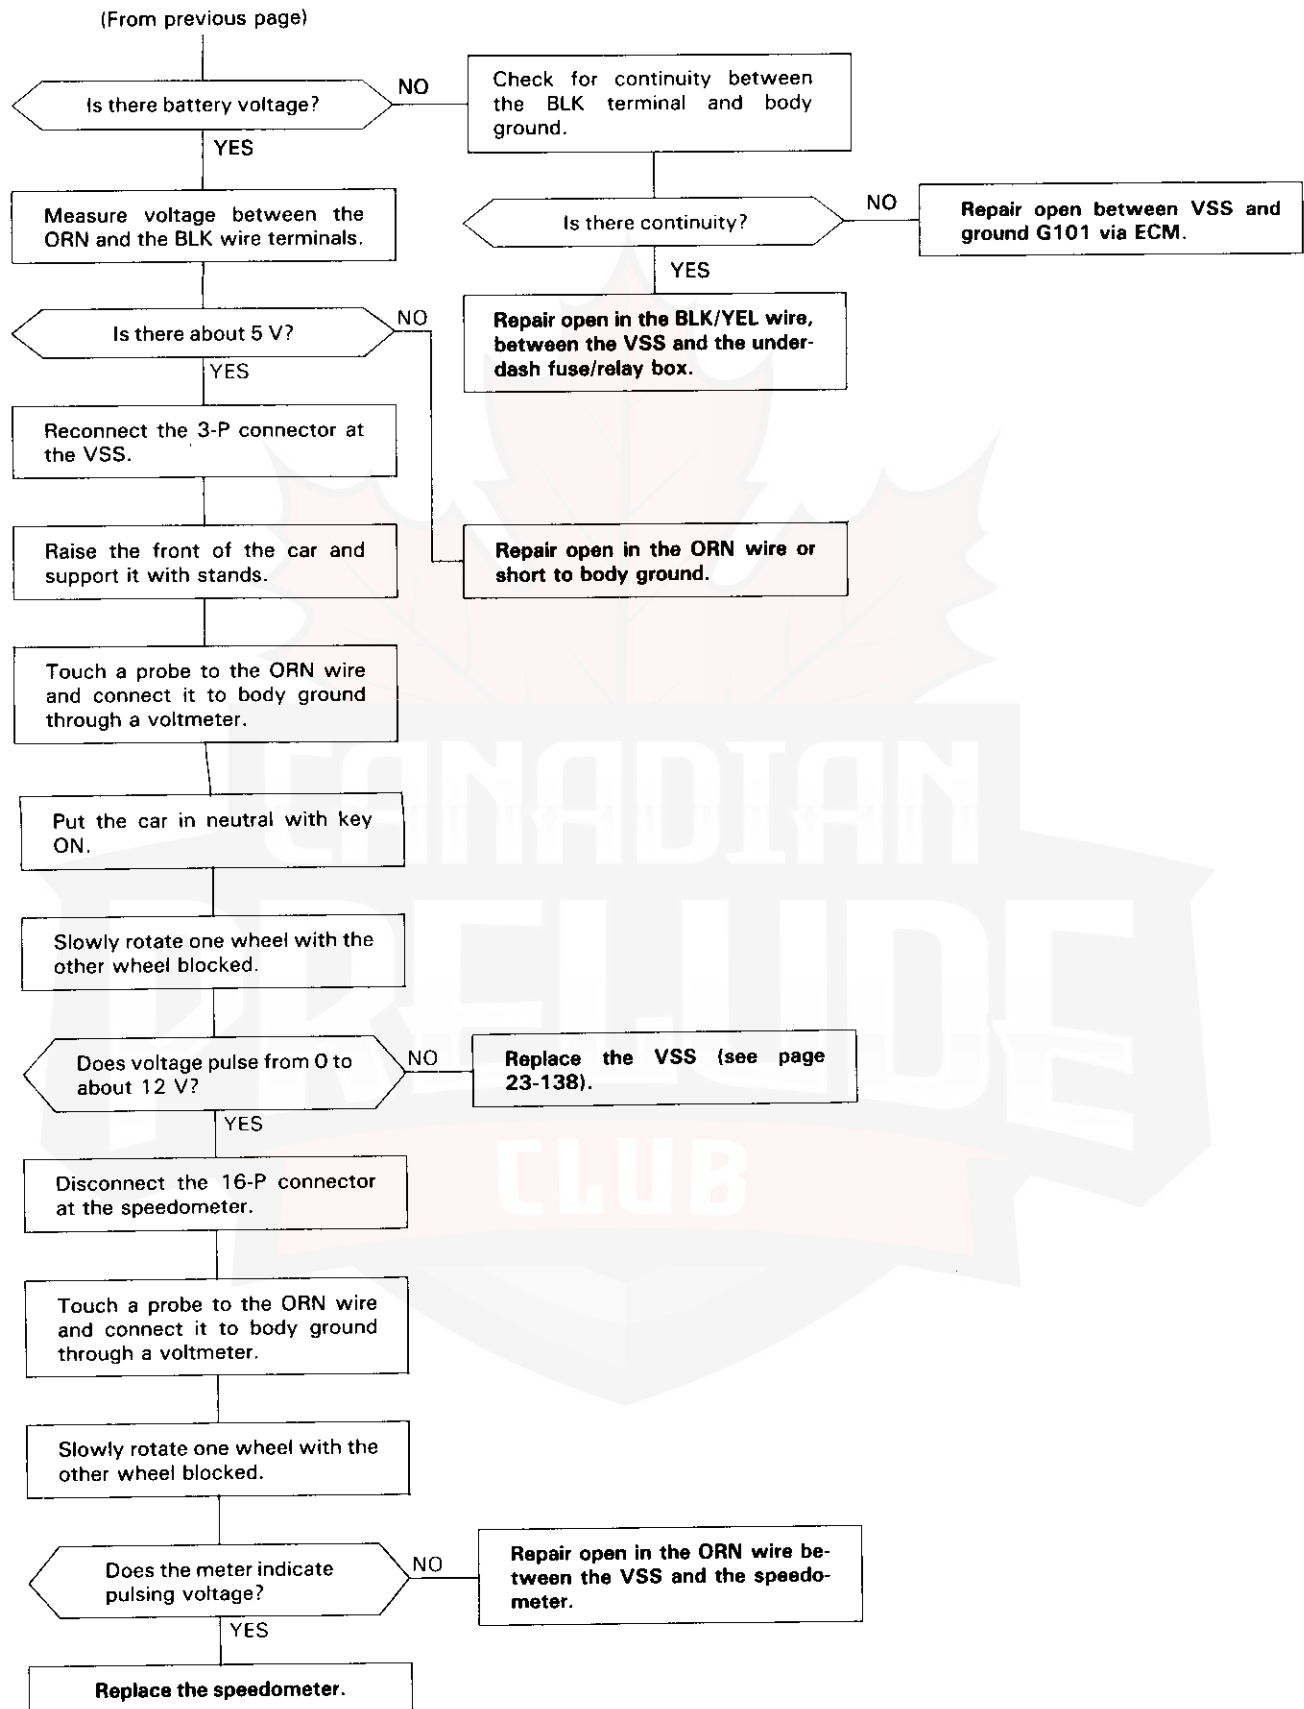 (From previous page)
Is there battery voltage?
NO
Check for continuity between
the BLK terminal and body
ground.
YES
Measure voltage between the
ORN and the BLK wire terminals.
Is there continuity?
NO
Repair open between VSS and
ground G101 via ECM.
YES
Is there about 5 V?
NO
Repair open in the BLK/YEL wire,
between the VSS and the under-
dash fuse/relay box.
YES
Reconnect the 3-P connector at
the VSS.
Raise the front of the car and
support it with stands.
Repair open in the ORN wire or
short to body ground.
Touch a probe to the ORN wire
and connect it to body ground
through a voltmeter.
Put the car in neutral with key
ON.
Slowly rotate one wheel with the
other wheel blocked.
Does voltage pulse from 0 to
about 12 V?
NO
Replace the VSS (see page
23-138).
YES
Disconnect the 16-P connector
at the speedometer.
Touch a probe to the ORN wire
and connect it to body ground
through a voltmeter.
Slowly rotate one wheel with the
other wheel blocked.
Does the meter indicate
pulsing voltage?
NO
Repair open in the ORN wire be-
tween the VSS and the speedo-
meter.
YES
Replace the speedometer.
CANADIAN
PRELUDE
CLUB